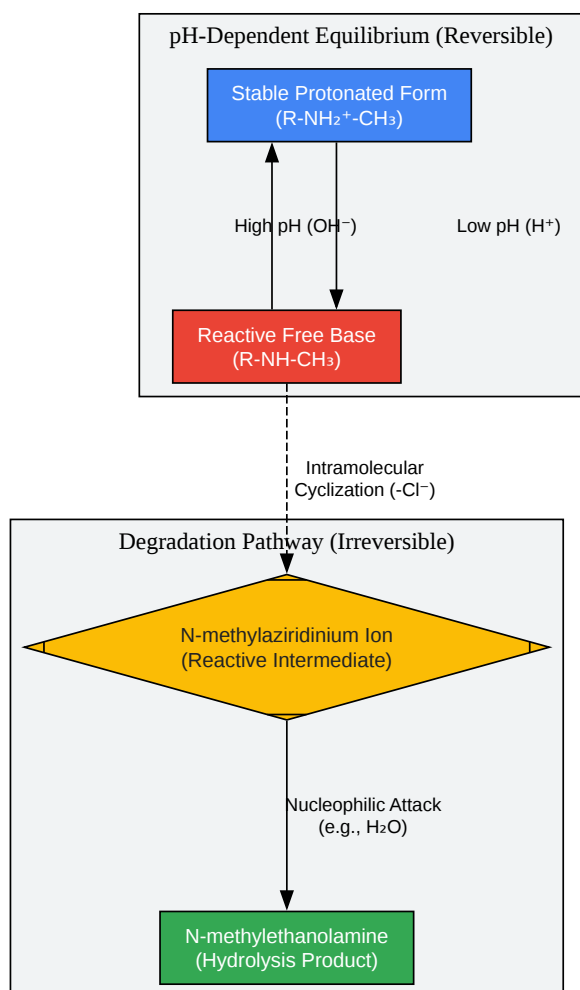 pH-Dependent Equilibrium (Reversible)
Stable Protonated Form
(R-NH₂⁺-CH₃)
High pH (OH⁻)
Low pH (H⁺)
Reactive Free Base
(R-NH-CH₃)
Intramolecular
Cyclization (-Cl⁻)
Degradation Pathway (Irreversible)
N-methylaziridinium Ion
(Reactive Intermediate)
Nucleophilic Attack
(e.g., H₂O)
N-methylethanolamine
(Hydrolysis Product)